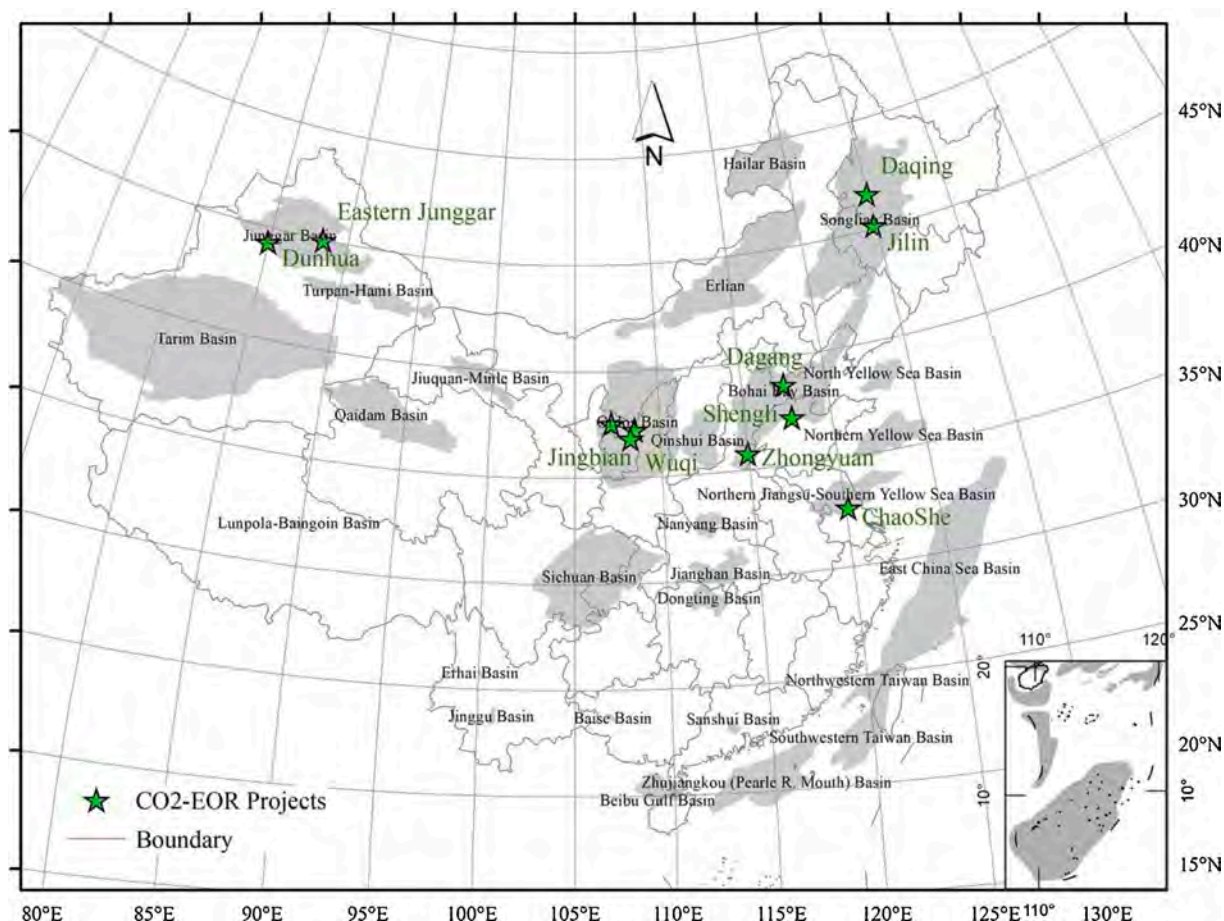 45°N
Hailar Basin
Daqing
Eastern Junggar
Songliao Basin
Junggar Basin
Jilin
40°N
Dunhua
N
Turpan-Hami Basin
Erlian
Tarim Basin
Dagang
35°N
Jiuquan-Minle Basin
North Yellow Sea Basin
Bohai Bay Basin
Qaidam Basin
Shengli
Basin
Northern Yellow Sea Basin
Qinshui Basin
Jingbian
Wuqi
Zhongyuan
30°N
Northern Jiangsu-Southern Yellow Sea Basin
Lunpola-Baingoin Basin
Nanyang Basin
ChaoShe
Sichuan Basin
Jianghan Basin
East China Sea Basin
Dongting Basin
25°N
110°
120°
20°
Erhai Basin
Northwestern Taiwan Basin
Jinggu Basin
Baise Basin
Sanshui Basin
Southwestern Taiwan Basin
20°N
Zhujiangkou (Pearle R. Mouth) Basin
Beibu Gulf Basin
10°
10°
CO2-EOR Projects
Boundary
15°N
80°E
85°E
90°E
95°E
100°E
105°E
110°E
115°E
120°E
125°E
110°
130°E